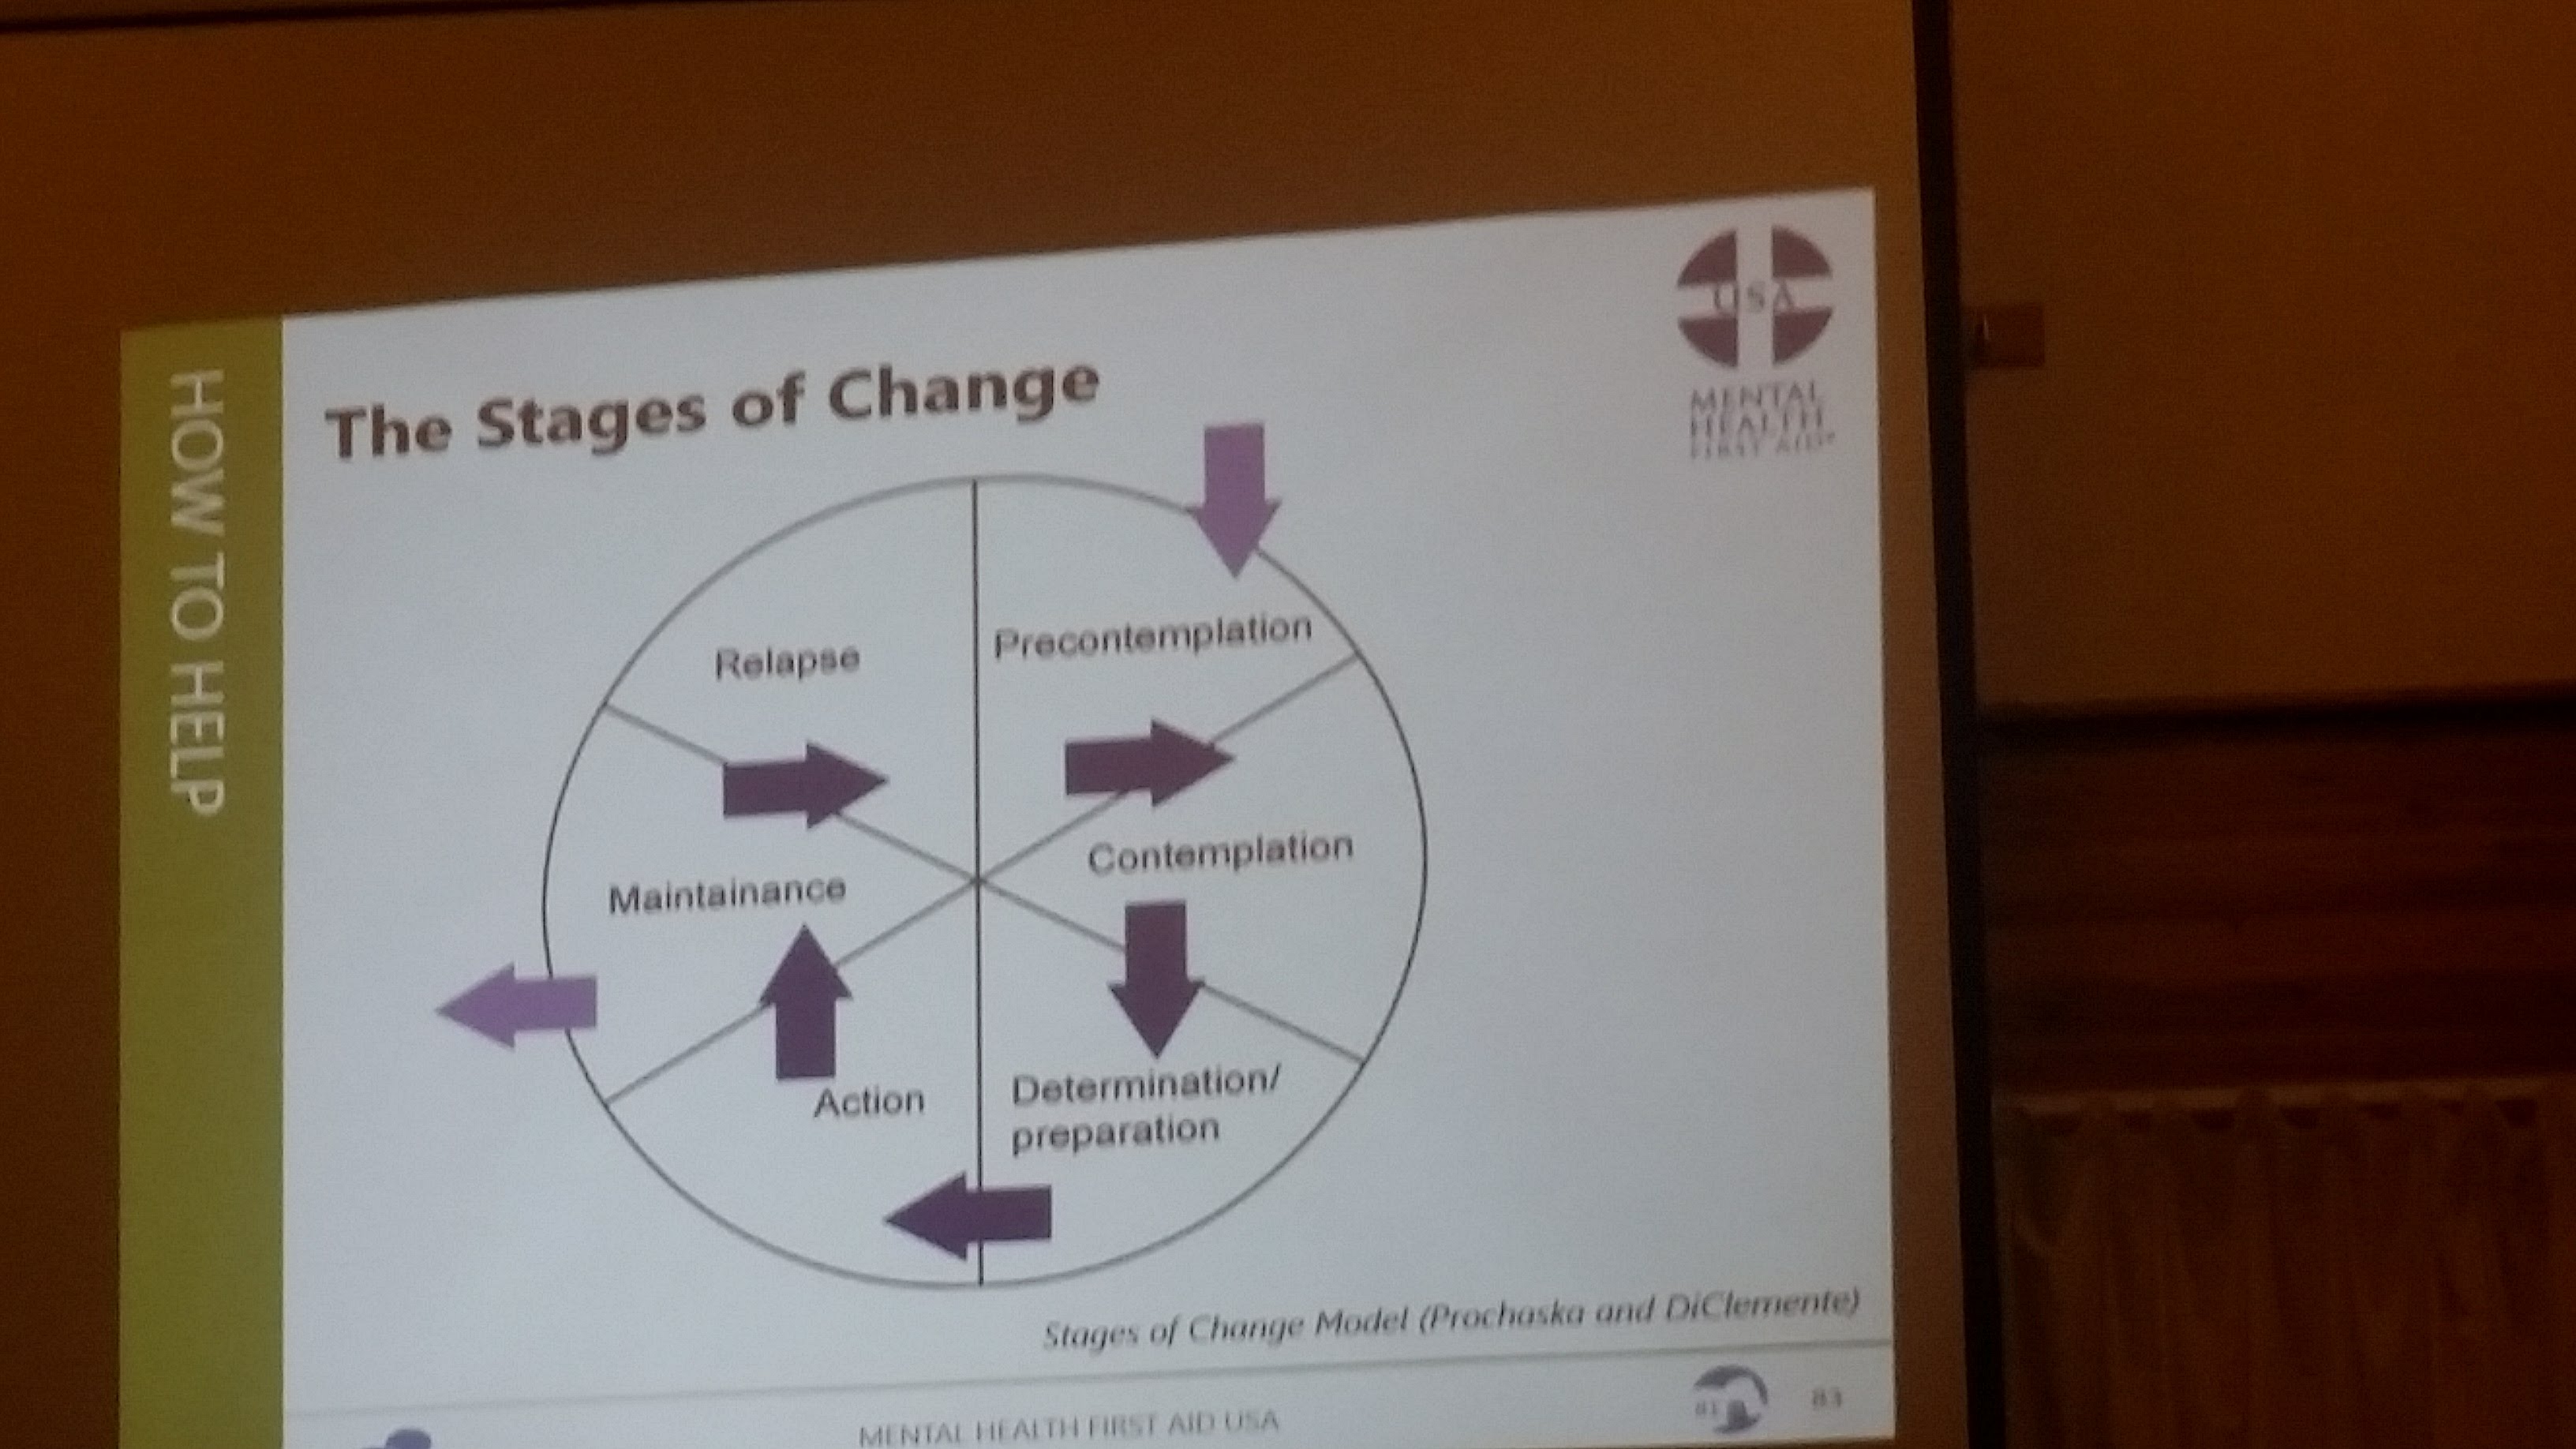 HOW TO HELP
The Stages of Change
USA
MENTAL
HEALTH
FIRST AID®
Relapse
Precontemplation
Maintainance
Contemplation
Action
Determination/
preparation
Stages of Change Model (Prochaska and DiClemente)
MENTAL HEALTH FIRST AID USA
83